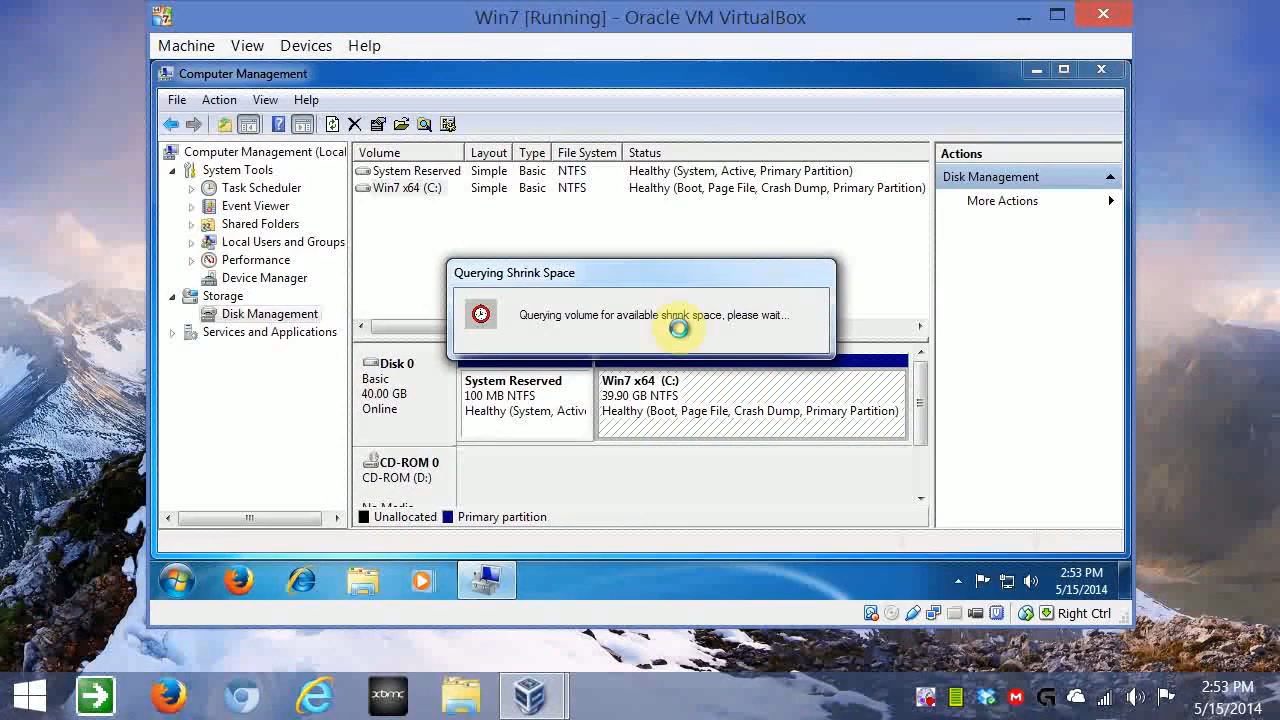 Win7 [Running] - Oracle VM VirtualBox
Machine View Devices Help
Computer Management
File Action View Help
Computer Management (Local
System Tools
Task Scheduler
Event Viewer
Shared Folders
Local Users and Groups
Performance
Device Manager
Storage
Disk Management
Services and Applications
Volume Layout Type File System Status
System Reserved Simple Basic NTFS Healthy (System, Active, Primary Partition)
Win7 x64 (C:) Simple Basic NTFS Healthy (Boot, Page File, Crash Dump, Primary Partition)
Actions
Disk Management
More Actions
Querying Shrink Space
Querying volume for available shrink space, please wait...
Disk 0
Basic
40.00 GB
Online
System Reserved
100 MB NTFS
Healthy (System, Activ
Win7 x64 (C:)
39.90 GB NTFS
Healthy (Boot, Page File, Crash Dump, Primary Partition)
CD-ROM 0
CD-ROM (D:)
No Media
Unallocated Primary partition
2:53 PM
5/15/2014
Right Ctrl
xbmc
2:53 PM
5/15/2014